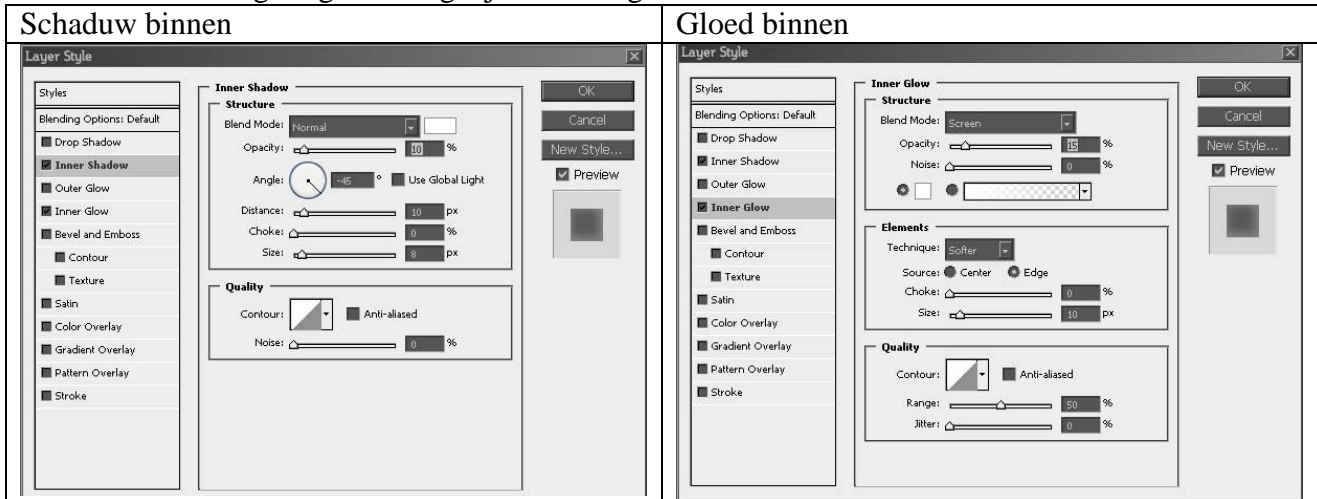 Schaduw binnen
Layer Style
Styles
Blending Options: Default
Drop Shadow
Inner Shadow
Outer Glow
Inner Glow
Bevel and Emboss
Contour
Texture
Satin
Color Overlay
Gradient Overlay
Pattern Overlay
Stroke
Inner Shadow
Structure
Blend Mode: Normal
Opacity: 10 %
Angle: -45 ° Use Global Light
Distance: 10 px
Choke: 0 %
Size: 8 px
Quality
Contour: Anti-aliased
Noise: 0 %
OK
Cancel
New Style...
Preview
Gloed binnen
Layer Style
Styles
Blending Options: Default
Drop Shadow
Inner Shadow
Outer Glow
Inner Glow
Bevel and Emboss
Contour
Texture
Satin
Color Overlay
Gradient Overlay
Pattern Overlay
Stroke
Inner Glow
Structure
Blend Mode: Screen
Opacity: 15 %
Noise: 0 %
Elements
Technique: Softer
Source: Center Edge
Choke: 0 %
Size: 10 px
Quality
Contour: Anti-aliased
Range: 50 %
Jitter: 0 %
OK
Cancel
New Style...
Preview